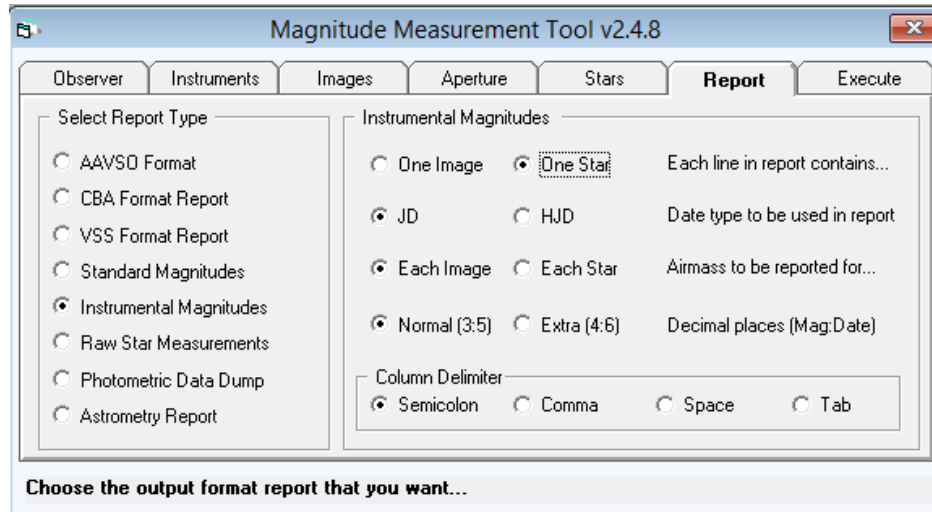 Magnitude Measurement Tool v2.4.8
Observer Instruments Images Aperture Stars Report Execute
Select Report Type
AAVSO Format
CBA Format Report
VSS Format Report
Standard Magnitudes
Instrumental Magnitudes
Raw Star Measurements
Photometric Data Dump
Astrometry Report
Instrumental Magnitudes
One Image One Star Each line in report contains...
JD HJD Date type to be used in report
Each Image Each Star Airmass to be reported for...
Normal (3:5) Extra (4:6) Decimal places (Mag:Date)
Column Delimiter
Semicolon Comma Space Tab
Choose the output format report that you want...